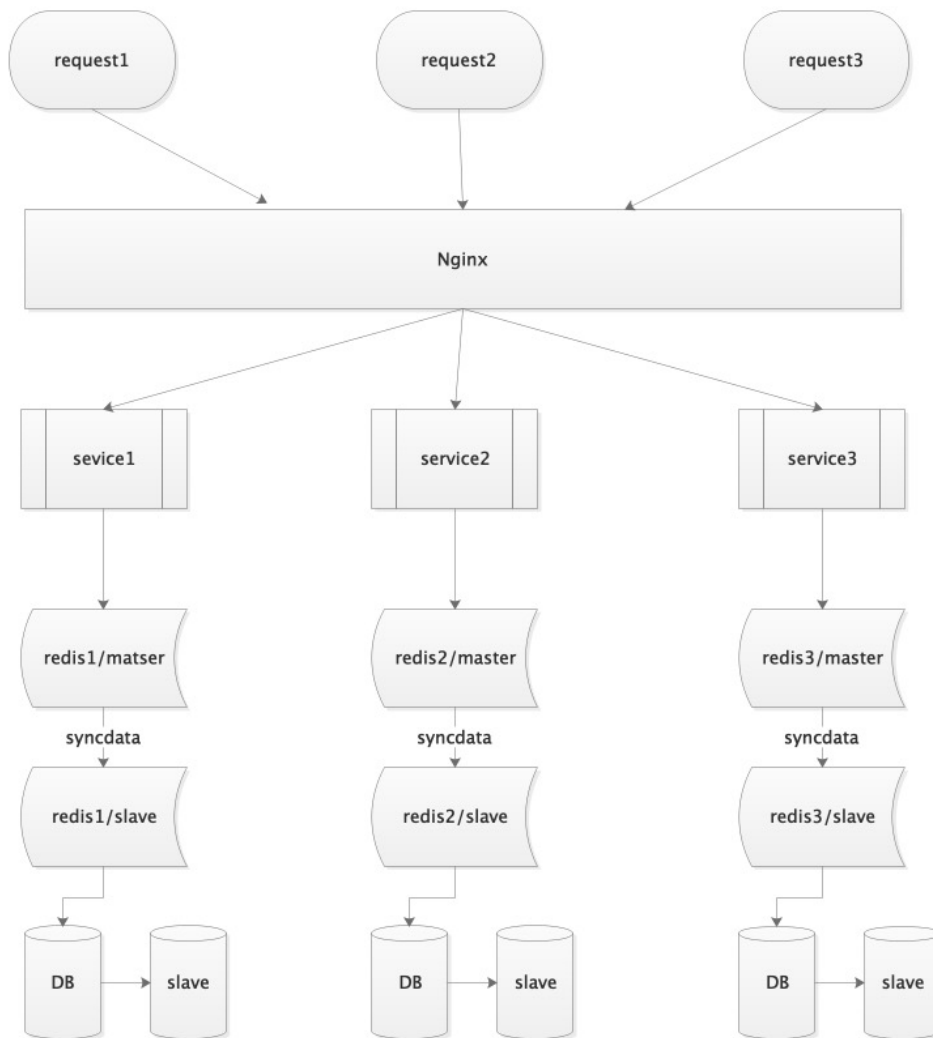 request1
request2
request3
Nginx
sevice1
service2
service3
redis1/matser
redis2/master
redis3/master
syncdata
syncdata
syncdata
redis1/slave
redis2/slave
redis3/slave
DB
slave
DB
slave
DB
slave